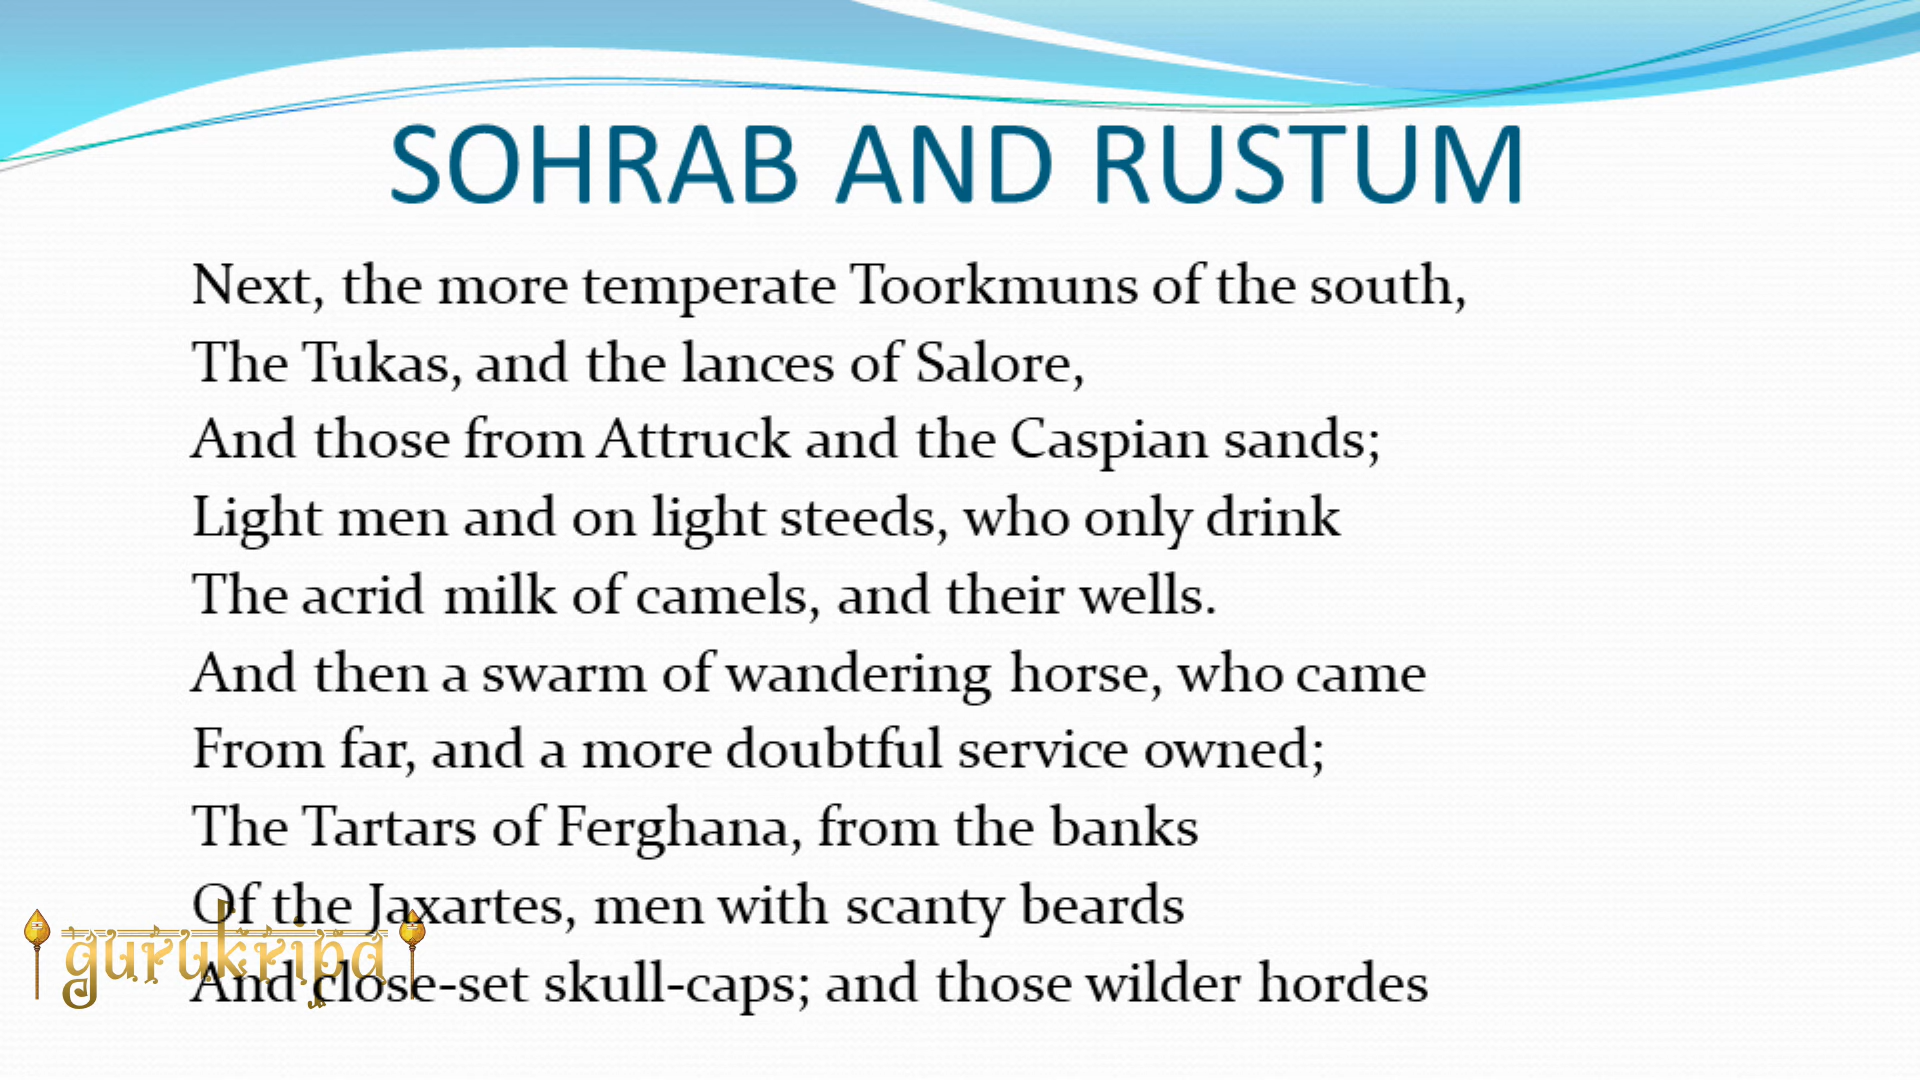 SOHRAB AND RUSTUM
Next, the more temperate Toorkmuns of the south,
The Tukas, and the lances of Salore,
And those from Attruck and the Caspian sands;
Light men and on light steeds, who only drink
The acrid milk of camels, and their wells.
And then a swarm of wandering horse, who came
From far, and a more doubtful service owned;
The Tartars of Ferghana, from the banks
Of the Jaxartes, men with scanty beards
And close-set skull-caps; and those wilder hordes
gurukripa